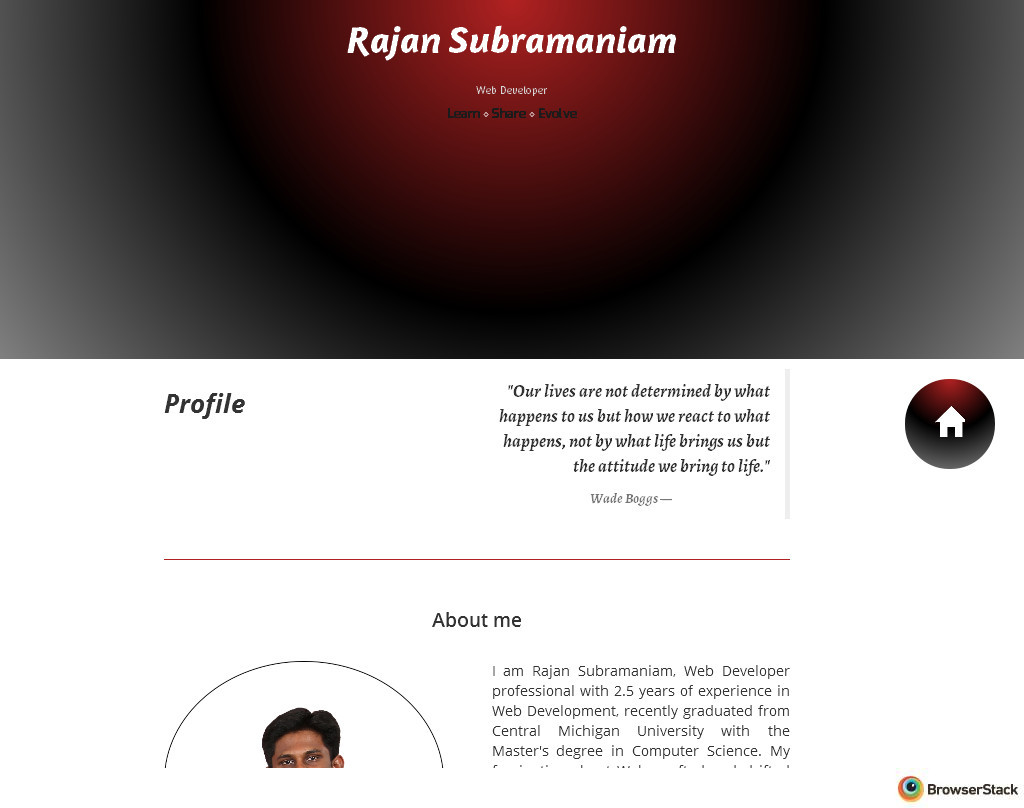 Rajan Subramaniam
Web Developer
Learn ⋄ Share ⋄ Evolve
Profile
"Our lives are not determined by what
happens to us but how we react to what
happens, not by what life brings us but
the attitude we bring to life."
Wade Boggs —
About me
I am Rajan Subramaniam, Web Developer
professional with 2.5 years of experience in
Web Development, recently graduated from
Central Michigan University with the
Master's degree in Computer Science. My
BrowserStack